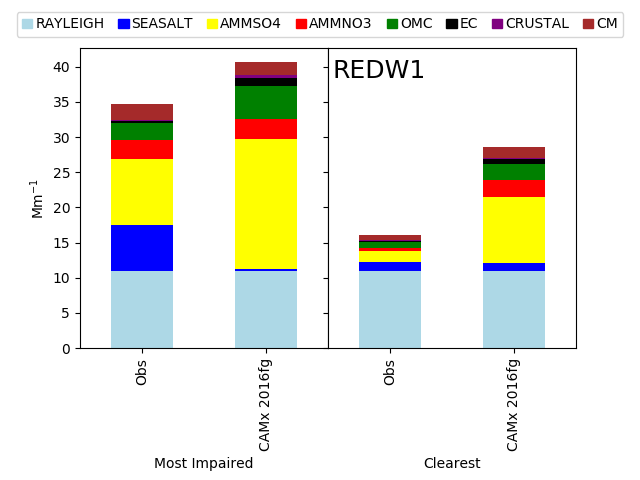 RAYLEIGH SEASALT AMMSO4 AMMNO3 OMC EC CRUSTAL CM
REDW1
40
35
30
25
20
15
10
5
0
Mm⁻¹
Obs
CAMx 2016fg
Obs
CAMx 2016fg
Most Impaired
Clearest